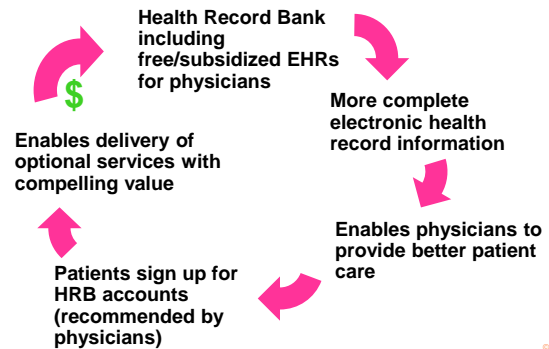 Health Record Bank
including
free/subsidized EHRs
for physicians
More complete
electronic health
record information
Enables physicians to
provide better patient
care
Patients sign up for
HRB accounts
(recommended by
physicians)
Enables delivery of
optional services with
compelling value
$
©